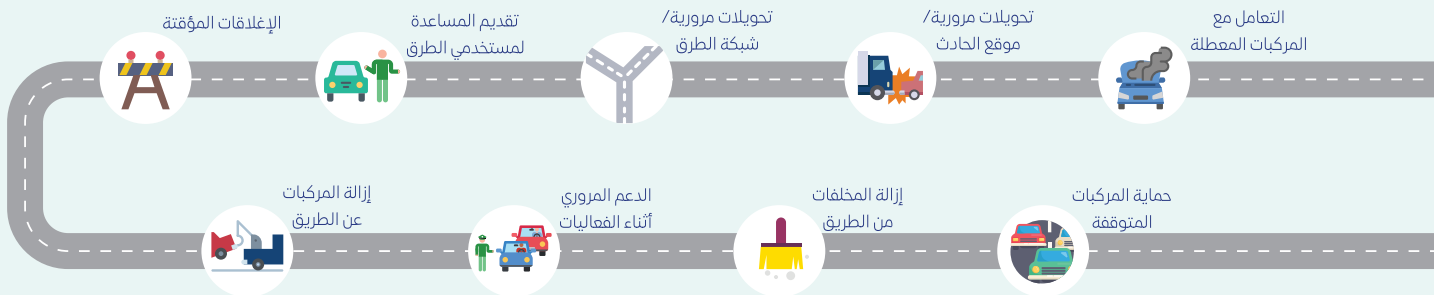 التعامل مع
المركبات المعطلة
تحويلات مرورية/
موقع الحادث
تحويلات مرورية/
شبكة الطرق
تقديم المساعدة
لمستخدمي الطرق
الإغلاقات المؤقتة
إزالة المركبات
عن الطريق
الدعم المروري
أثناء الفعاليات
إزالة المخلفات
من الطريق
حماية المركبات
المتوقفة